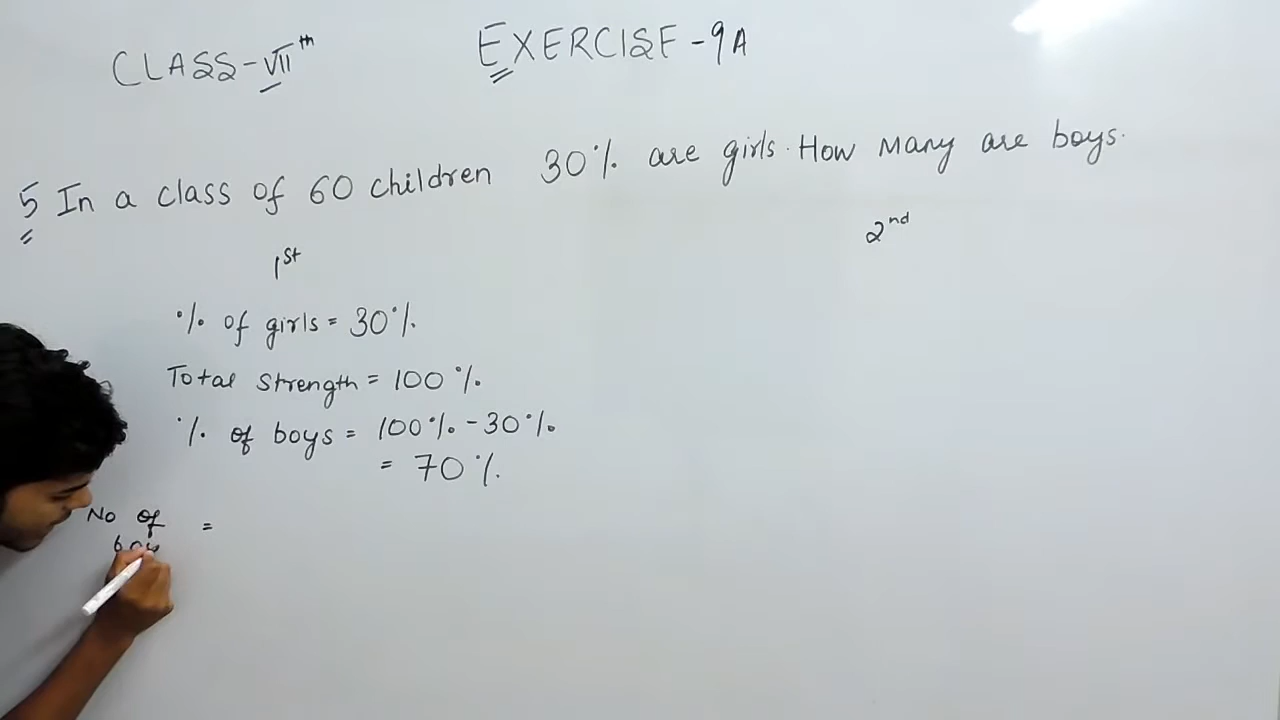 CLASS-VIIth EXERCISE-9A
5 In a class of 60 children 30% are girls. How many are boys.
1st
2nd
% of girls = 30%
Total strength = 100%
% of boys = 100% - 30%
= 70%
No of =
boy